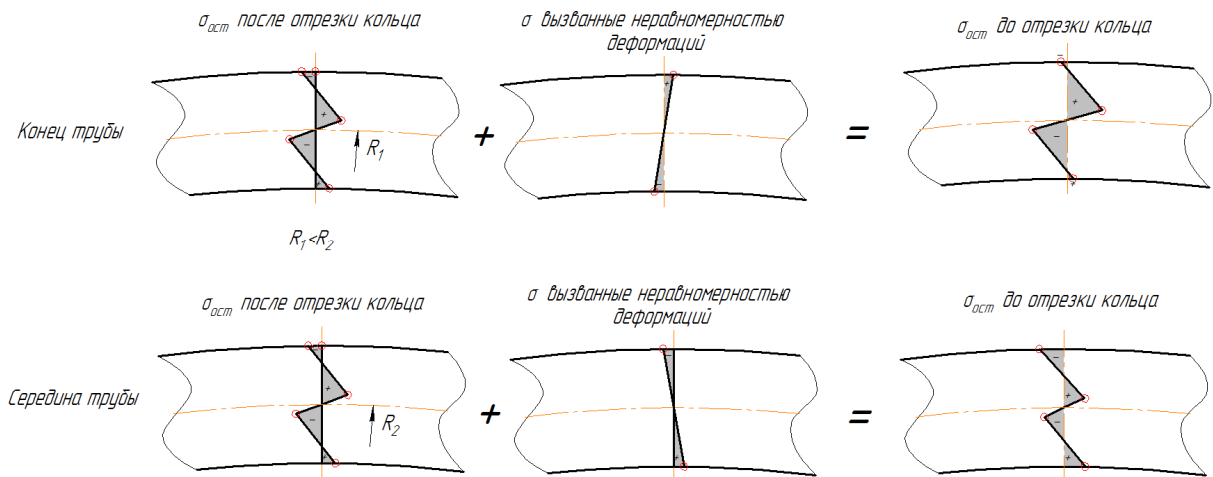 σост после отрезки кольца
σ вызванные неравномерностью
деформаций
σост до отрезки кольца
Конец трубы
R1
+
=
R1<R2
σост после отрезки кольца
σ вызванные неравномерностью
деформаций
σост до отрезки кольца
Середина трубы
R2
+
=